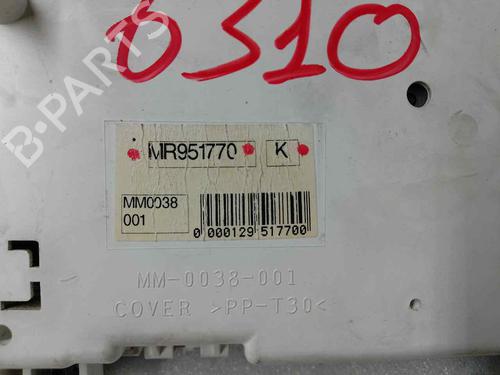 0310
B-PARTS
MR951770 K
MM0038
001
0 000129 517700
MM-0038-001
COVER >PP-T30<